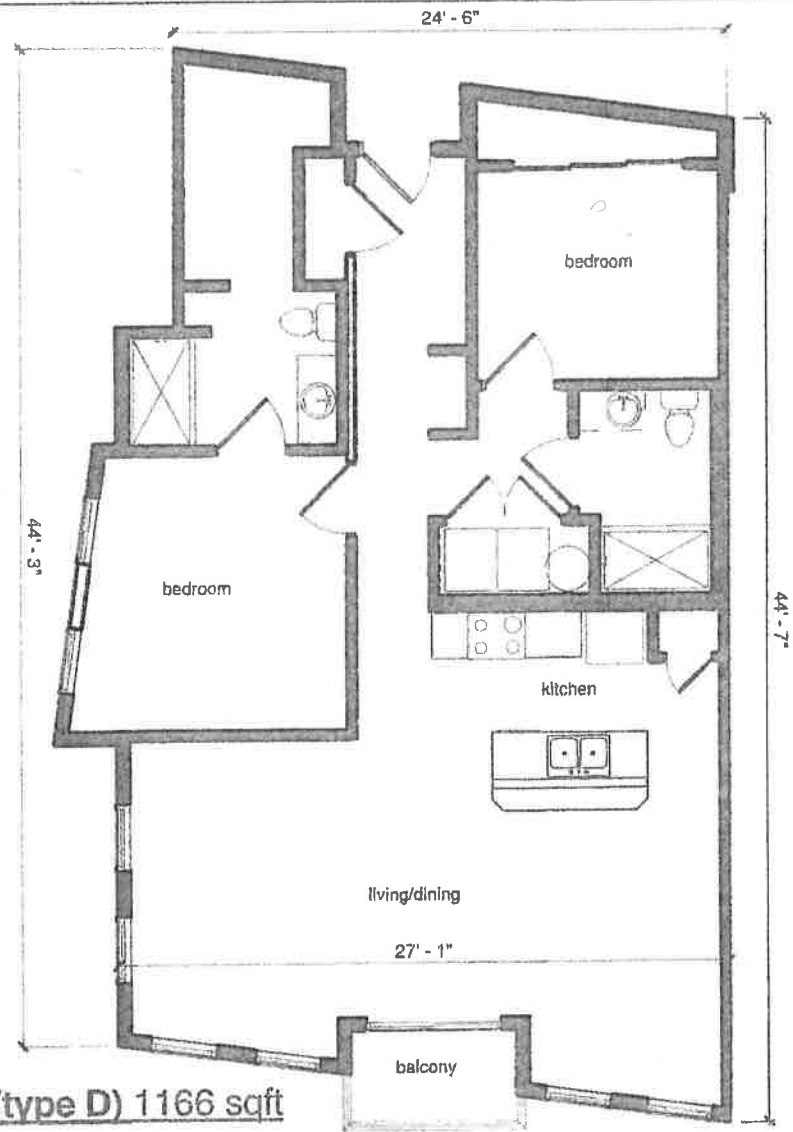 24' - 6"
bedroom
44' - 3"
bedroom
44' - 7"
kitchen
living/dining
27' - 1"
balcony
type D) 1166 sqft